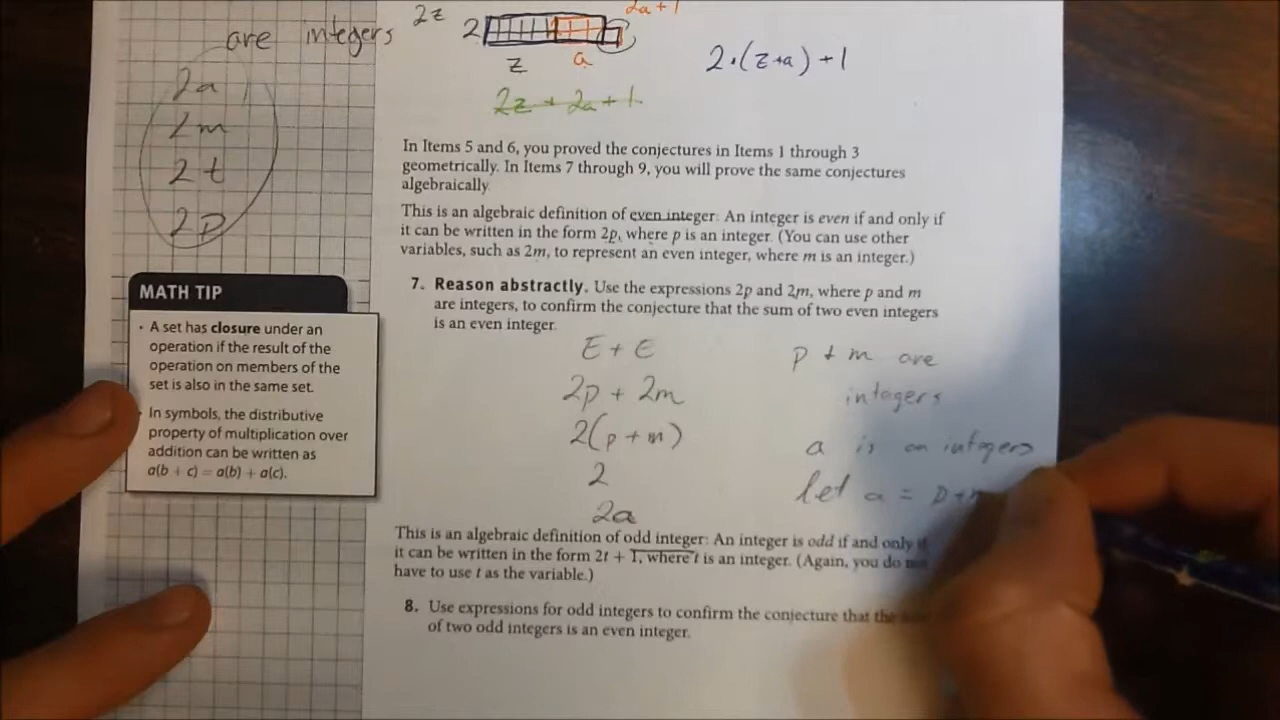 are integers
2a
2m
2t
2p
2z
2
2a+1
z
a
2z + 2a + 1
2·(z+a) + 1
In Items 5 and 6, you proved the conjectures in Items 1 through 3
geometrically. In Items 7 through 9, you will prove the same conjectures
algebraically.
This is an algebraic definition of even integer: An integer is even if and only if
it can be written in the form 2p, where p is an integer. (You can use other
variables, such as 2m, to represent an even integer, where m is an integer.)
7. Reason abstractly. Use the expressions 2p and 2m, where p and m
are integers, to confirm the conjecture that the sum of two even integers
is an even integer.
E + E
2p + 2m
2(p + m)
2
2a
p + m are
integers
a is an integers
let a = p+
MATH TIP
• A set has closure under an
operation if the result of the
operation on members of the
set is also in the same set.
In symbols, the distributive
property of multiplication over
addition can be written as
a(b + c) = a(b) + a(c).
This is an algebraic definition of odd integer: An integer is odd if and only
it can be written in the form 2t + 1, where t is an integer. (Again, you do
have to use t as the variable.)
8. Use expressions for odd integers to confirm the conjecture that the
of two odd integers is an even integer.